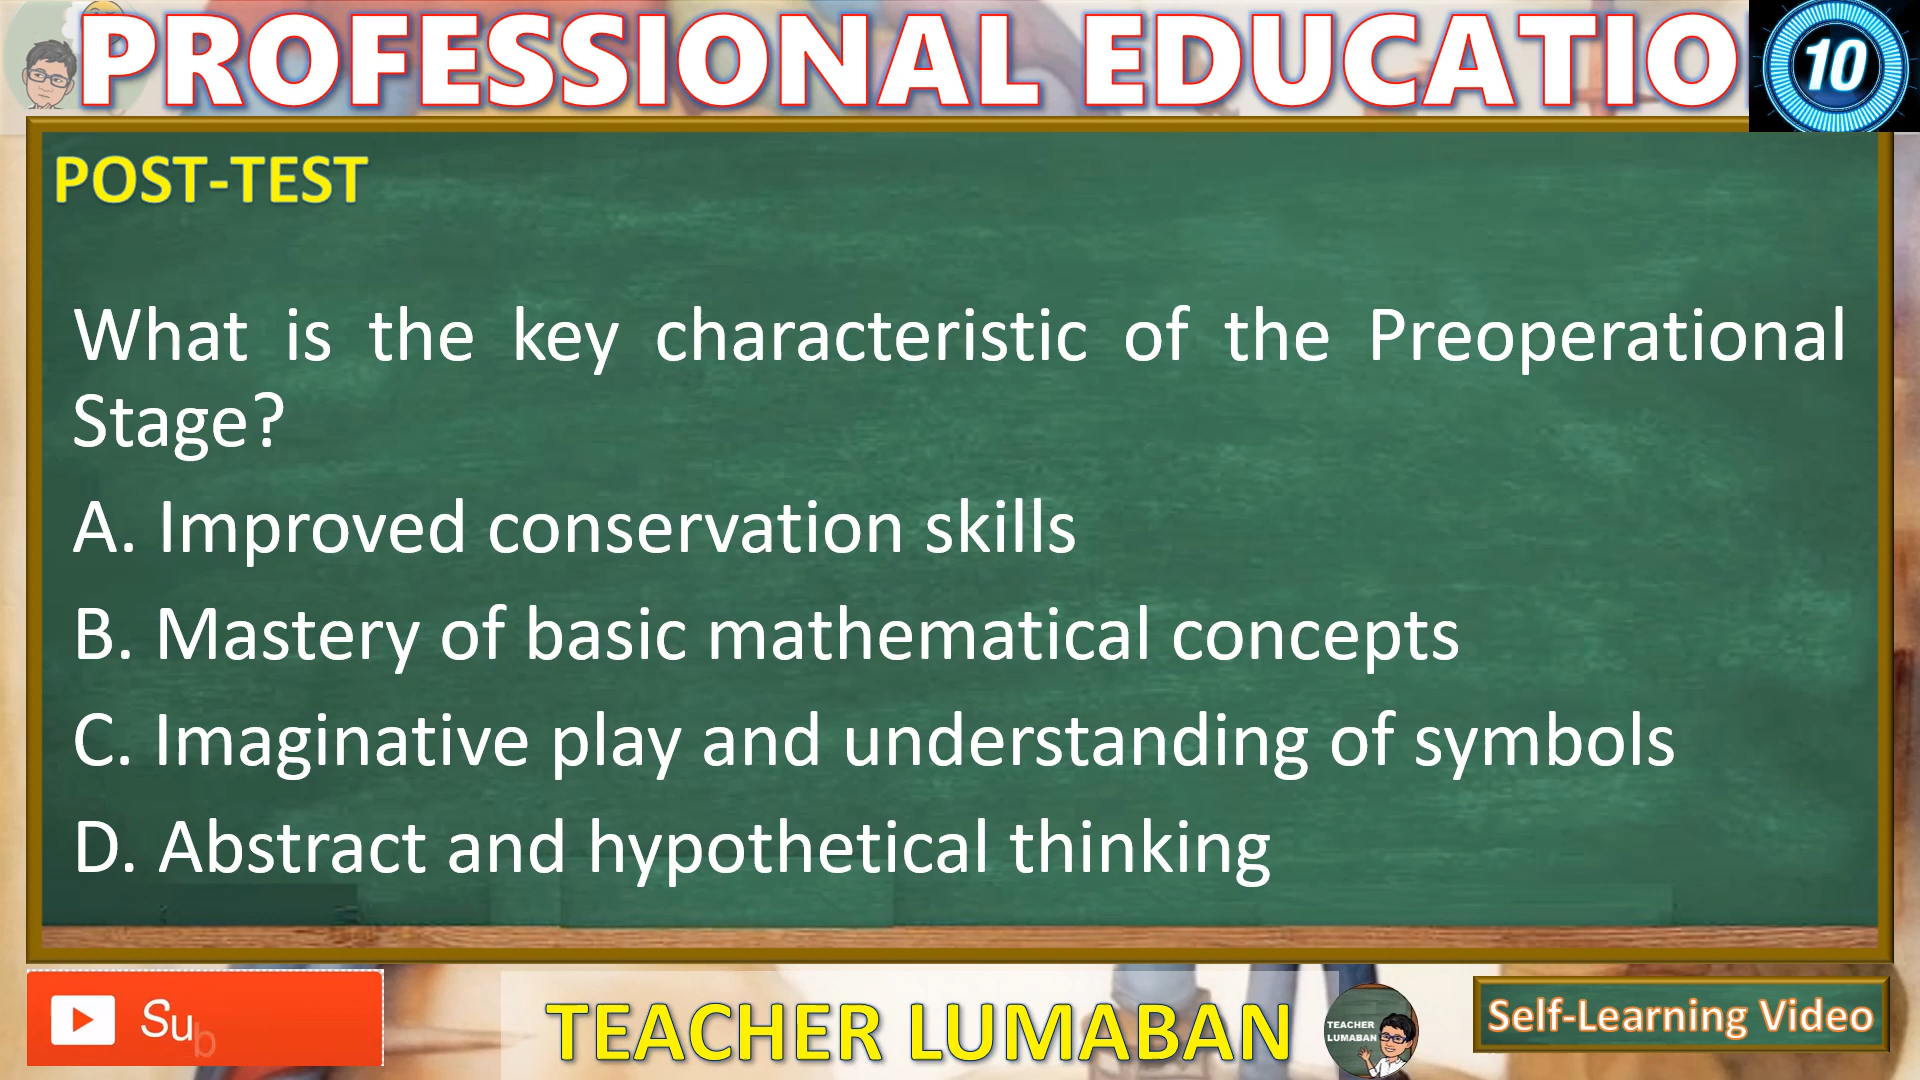 PROFESSIONAL EDUCATIO
10
POST-TEST
What is the key characteristic of the Preoperational
Stage?
A. Improved conservation skills
B. Mastery of basic mathematical concepts
C. Imaginative play and understanding of symbols
D. Abstract and hypothetical thinking
Sub
TEACHER LUMABAN
TEACHER
LUMABAN
Self-Learning Video